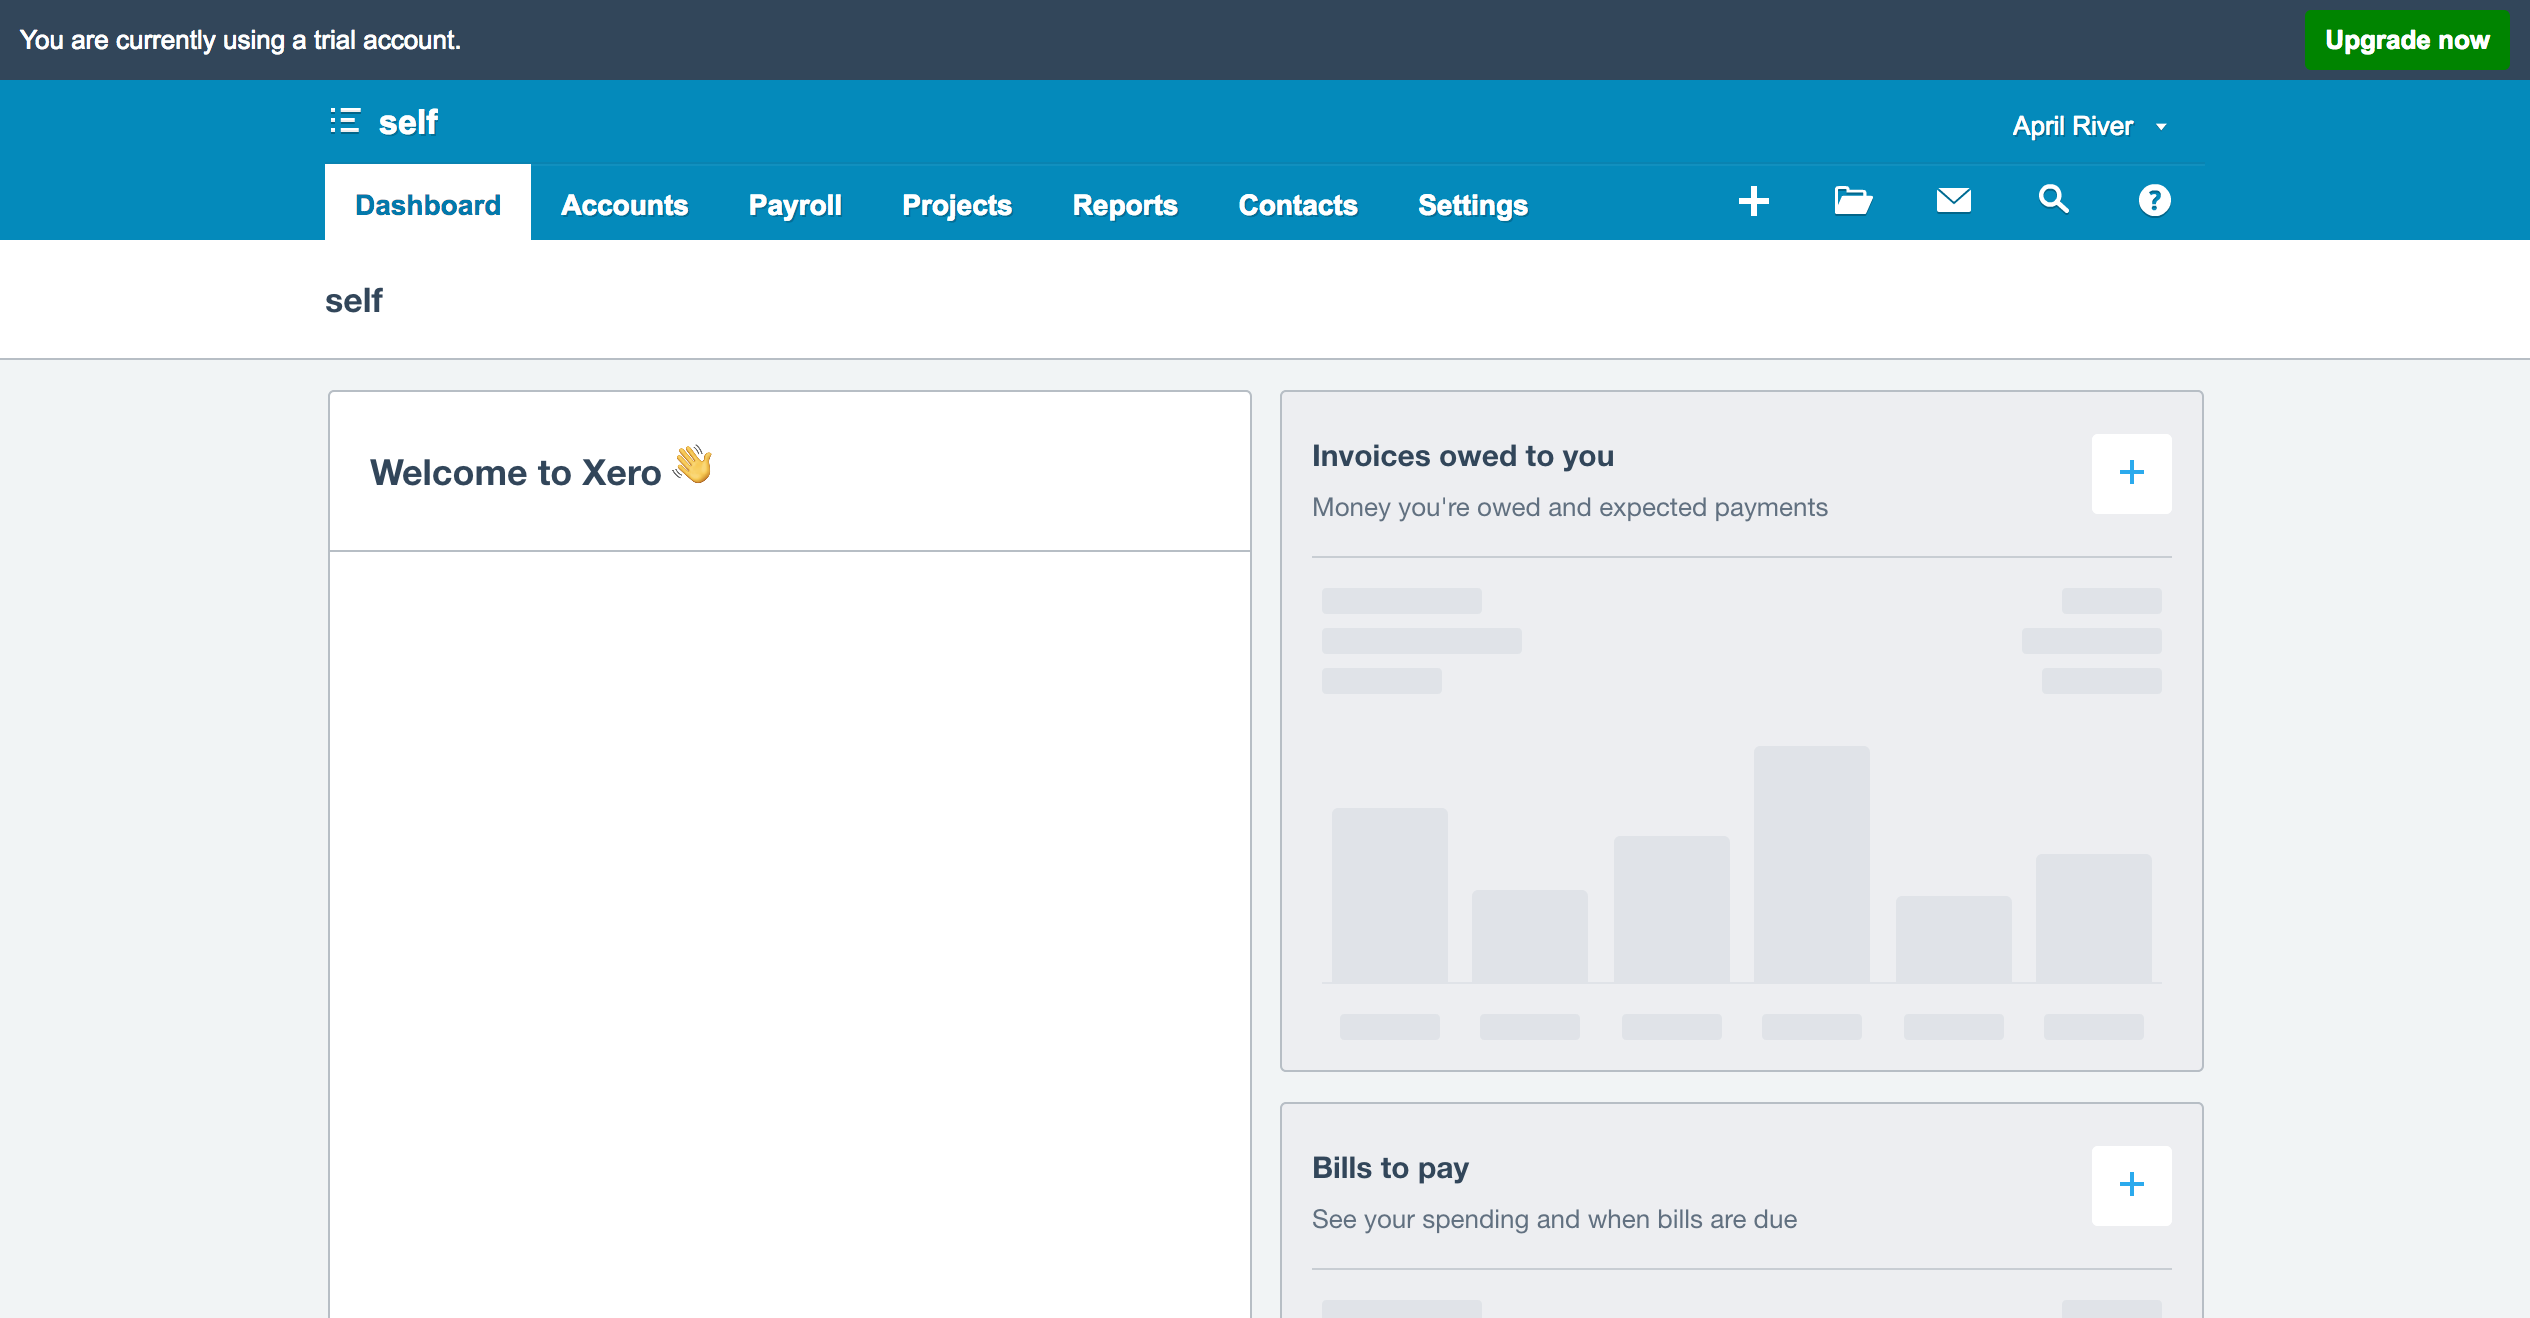 You are currently using a trial account.
Upgrade now
self
April River
Dashboard
Accounts
Payroll
Projects
Reports
Contacts
Settings
self
Welcome to Xero 👋
Invoices owed to you
Money you're owed and expected payments
Bills to pay
See your spending and when bills are due